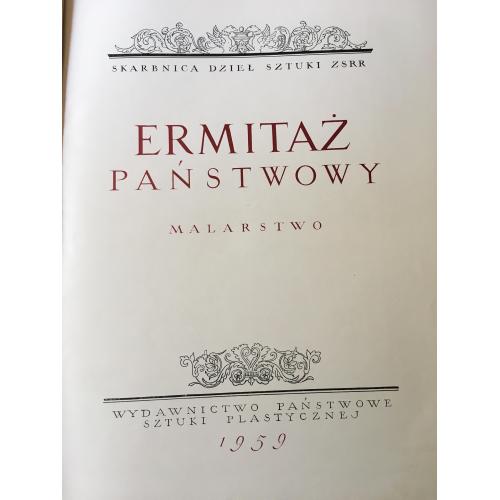 SKARBNICA DZIEŁ SZTUKI ZSRR
ERMITAŻ
PAŃSTWOWY
MALARSTWO
WYDAWNICTWO PAŃSTWOWE
SZTUKI PLASTYCZNEJ
1959